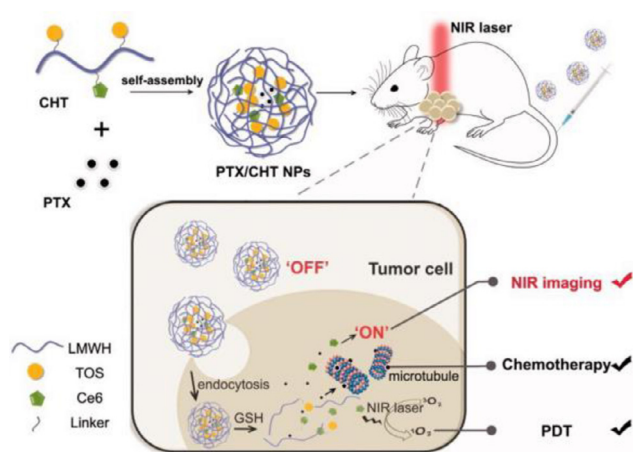 NIR laser
TOS
self-assembly
CHT
+
PTX/CHT NPs
PTX
'OFF'
Tumor cell
NIR imaging
'ON'
LMWH
TOS
Ce6
Linker
endocytosis
GSH
microtubule
Chemotherapy
NIR laser
³O₂
¹O₂
PDT